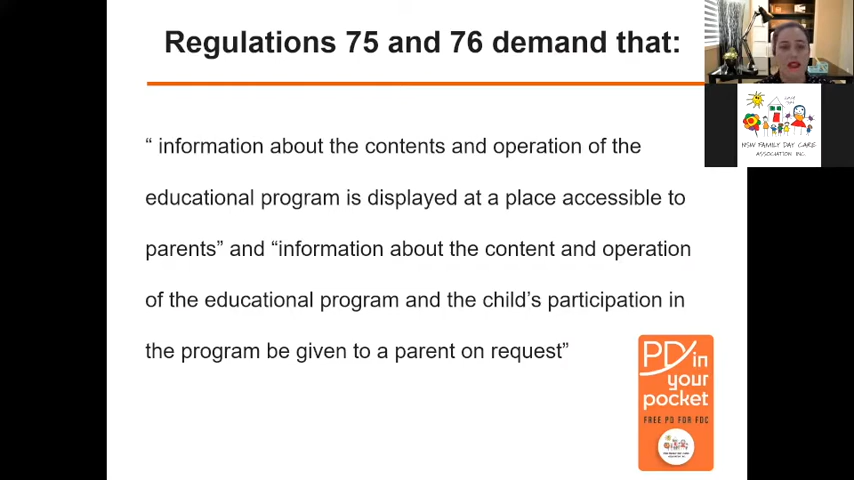 Regulations 75 and 76 demand that:
“ information about the contents and operation of the
educational program is displayed at a place accessible to
parents” and “information about the content and operation
of the educational program and the child’s participation in
the program be given to a parent on request”
NSW FAMILY DAY CARE
ASSOCIATION INC.
PD in
your
pocket
FREE PD FOR FDC